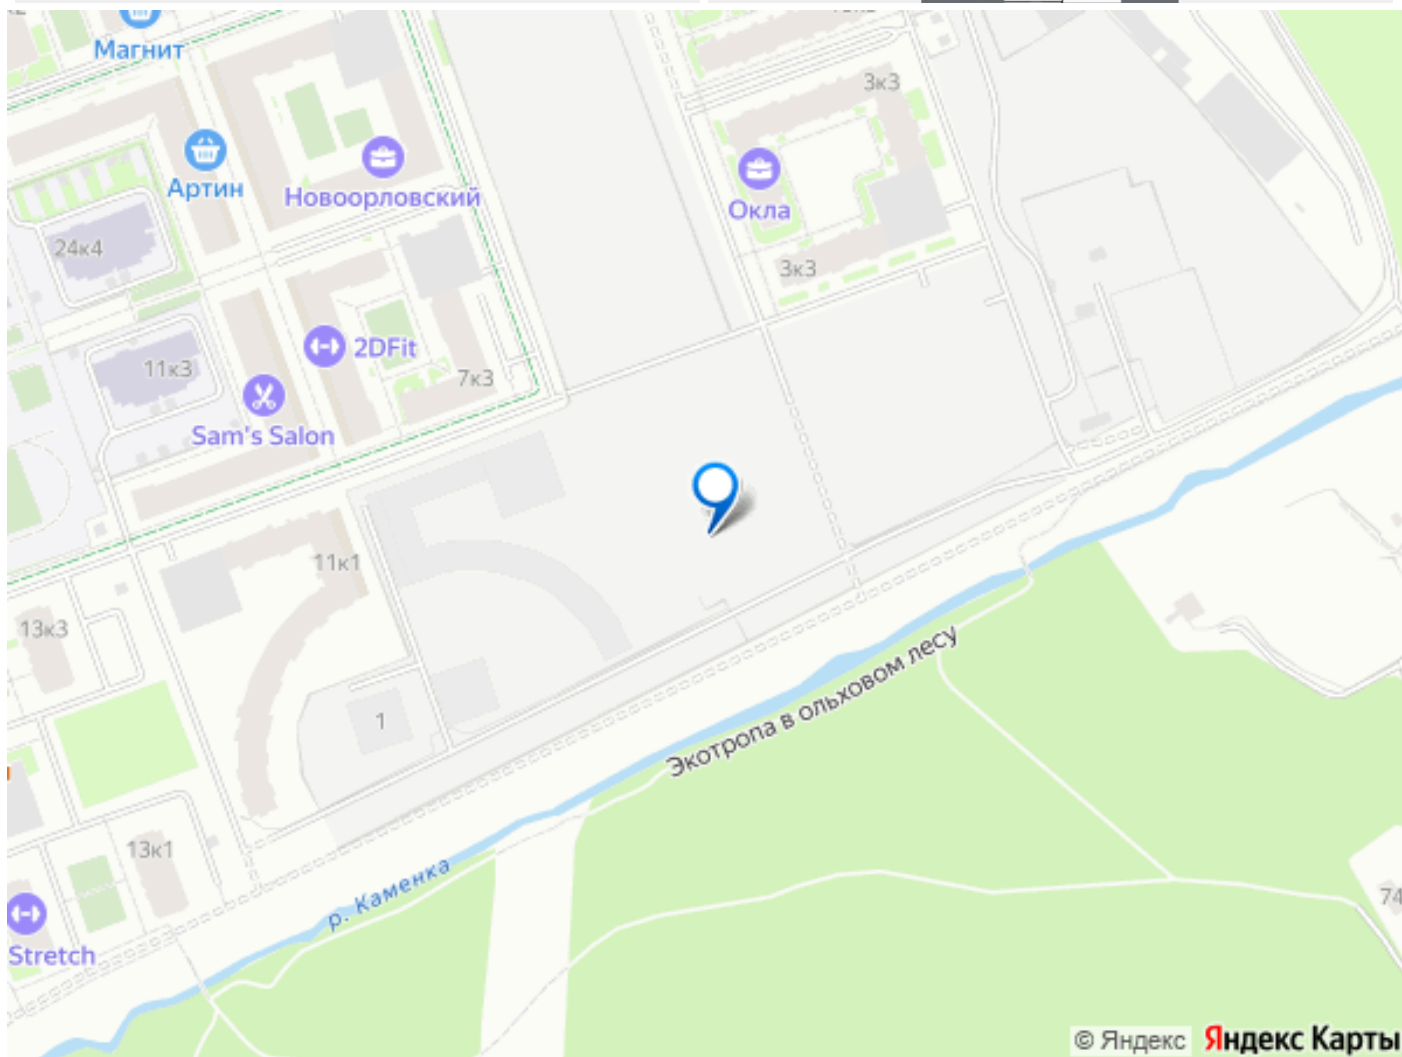 Магнит
3к3
Артин
Новоорловский
Окла
24к4
3к3
2DFit
11к3
7к3
Sam's Salon
11к1
13к3
Экотропа в ольховом лесу
1
13к1
р. Каменка
74
Stretch
© Яндекс Яндекс Карты